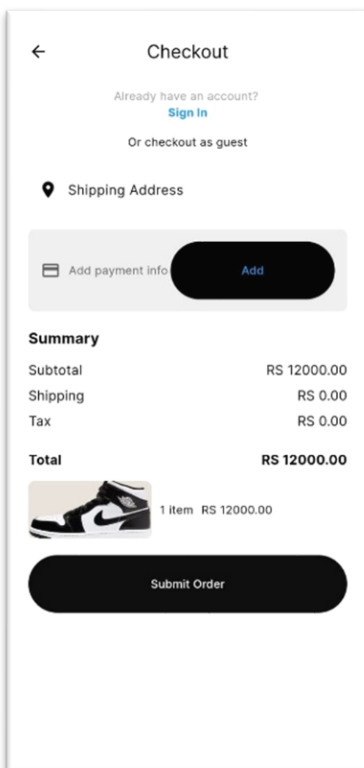 Checkout
Already have an account?
Sign In
Or checkout as guest
Shipping Address
Add payment info Add
Summary
Subtotal RS 12000.00
Shipping RS 0.00
Tax RS 0.00
Total RS 12000.00
1 item RS 12000.00
Submit Order